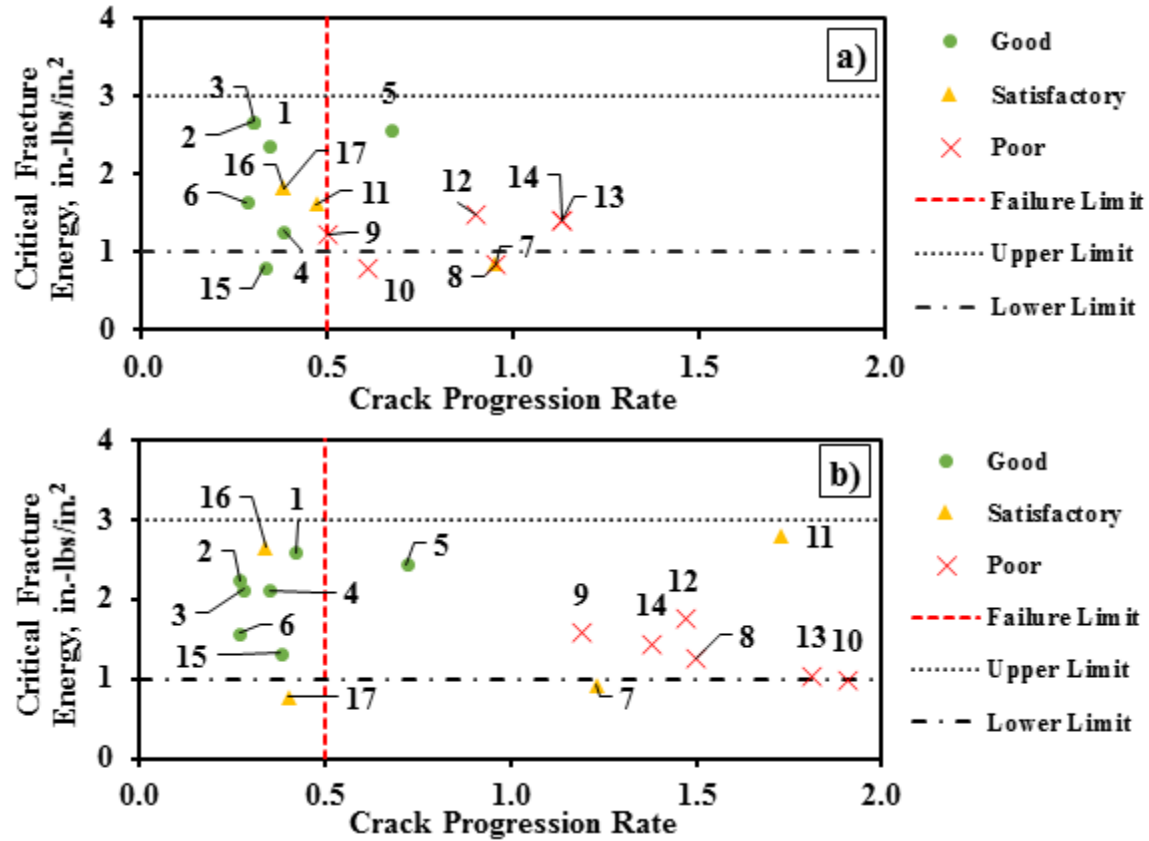 Critical Fracture
Energy, in.-lbs/in.²
4
3
2
1
0
0.0 0.5 1.0 1.5 2.0
Crack Progression Rate
a)
3
1
5
2
16
17
6
11
12
14
13
9
4
15
10
8
7
Good
Satisfactory
Poor
Failure Limit
Upper Limit
Lower Limit
Critical Fracture
Energy, in.-lbs/in.²
4
3
2
1
0
0.0 0.5 1.0 1.5 2.0
Crack Progression Rate
b)
16
1
2
5
11
3
4
9
12
14
6
8
15
13
10
17
7
Good
Satisfactory
Poor
Failure Limit
Upper Limit
Lower Limit